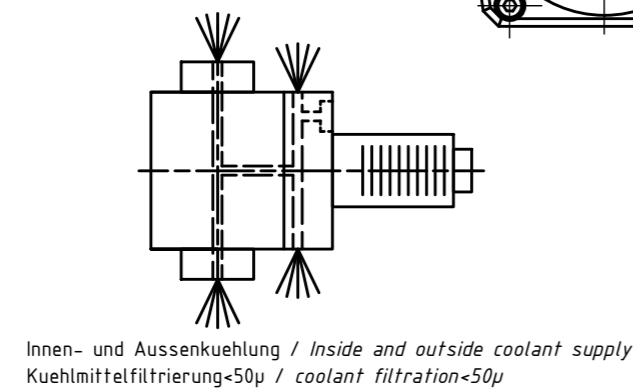 Innen- und Aussenkuehlung / Inside and outside coolant supply
Kuehlmittelfiltrierung<50µ / coolant filtration<50µ